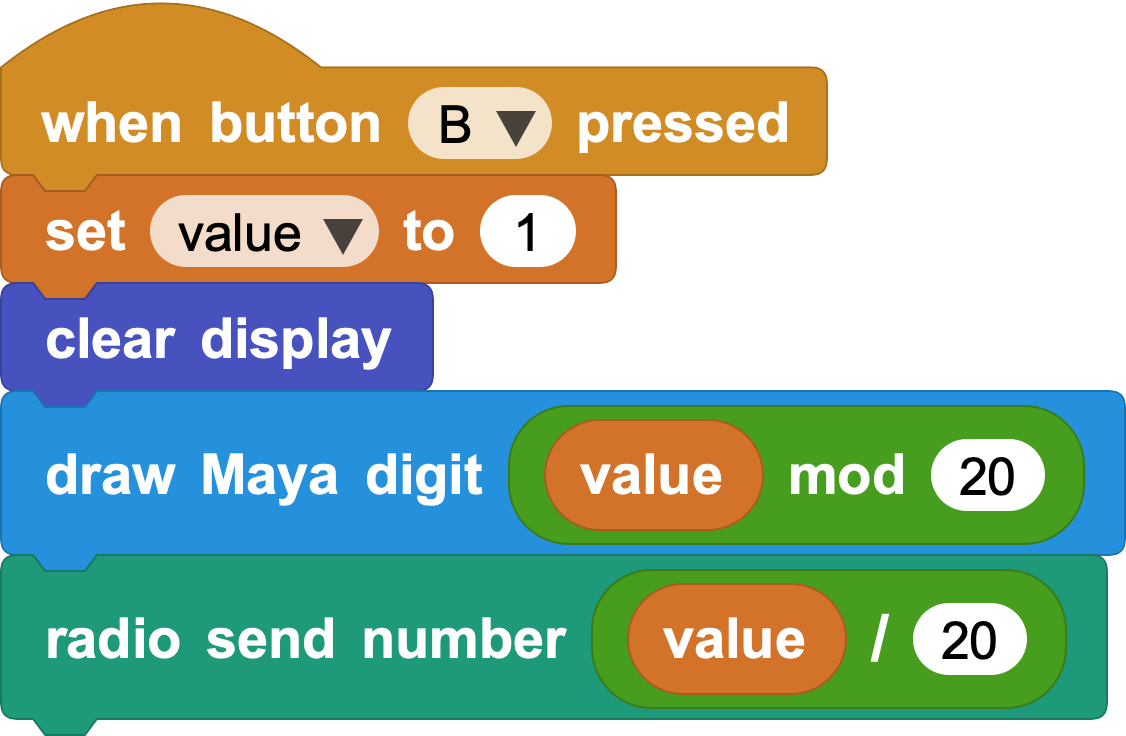 when button B ▼ pressed
set value ▼ to 1
clear display
draw Maya digit value mod 20
radio send number value / 20